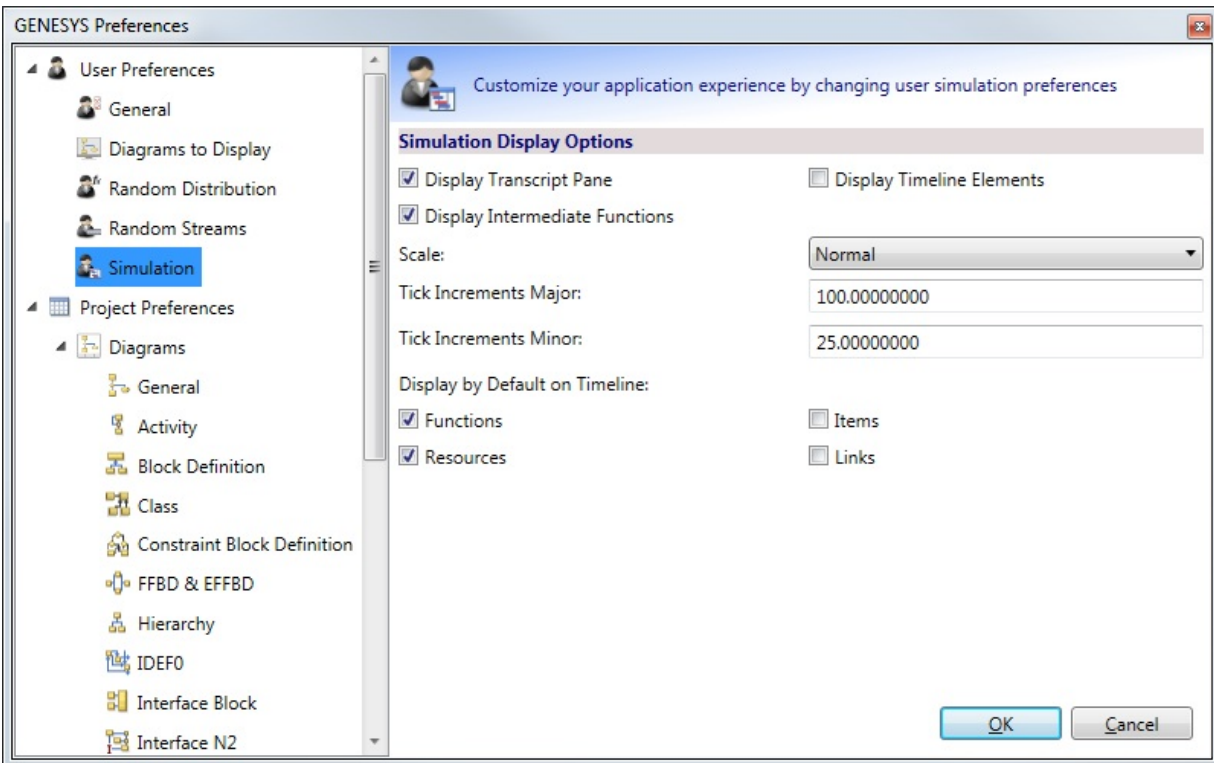 GENESYS Preferences
User Preferences
General
Diagrams to Display
Random Distribution
Random Streams
Simulation
Project Preferences
Diagrams
General
Activity
Block Definition
Class
Constraint Block Definition
FFBD & EFFBD
Hierarchy
IDEF0
Interface Block
Interface N2
Customize your application experience by changing user simulation preferences
Simulation Display Options
Display Transcript Pane
Display Timeline Elements
Display Intermediate Functions
Scale:
Normal
Tick Increments Major:
100.00000000
Tick Increments Minor:
25.00000000
Display by Default on Timeline:
Functions
Items
Resources
Links
OK
Cancel